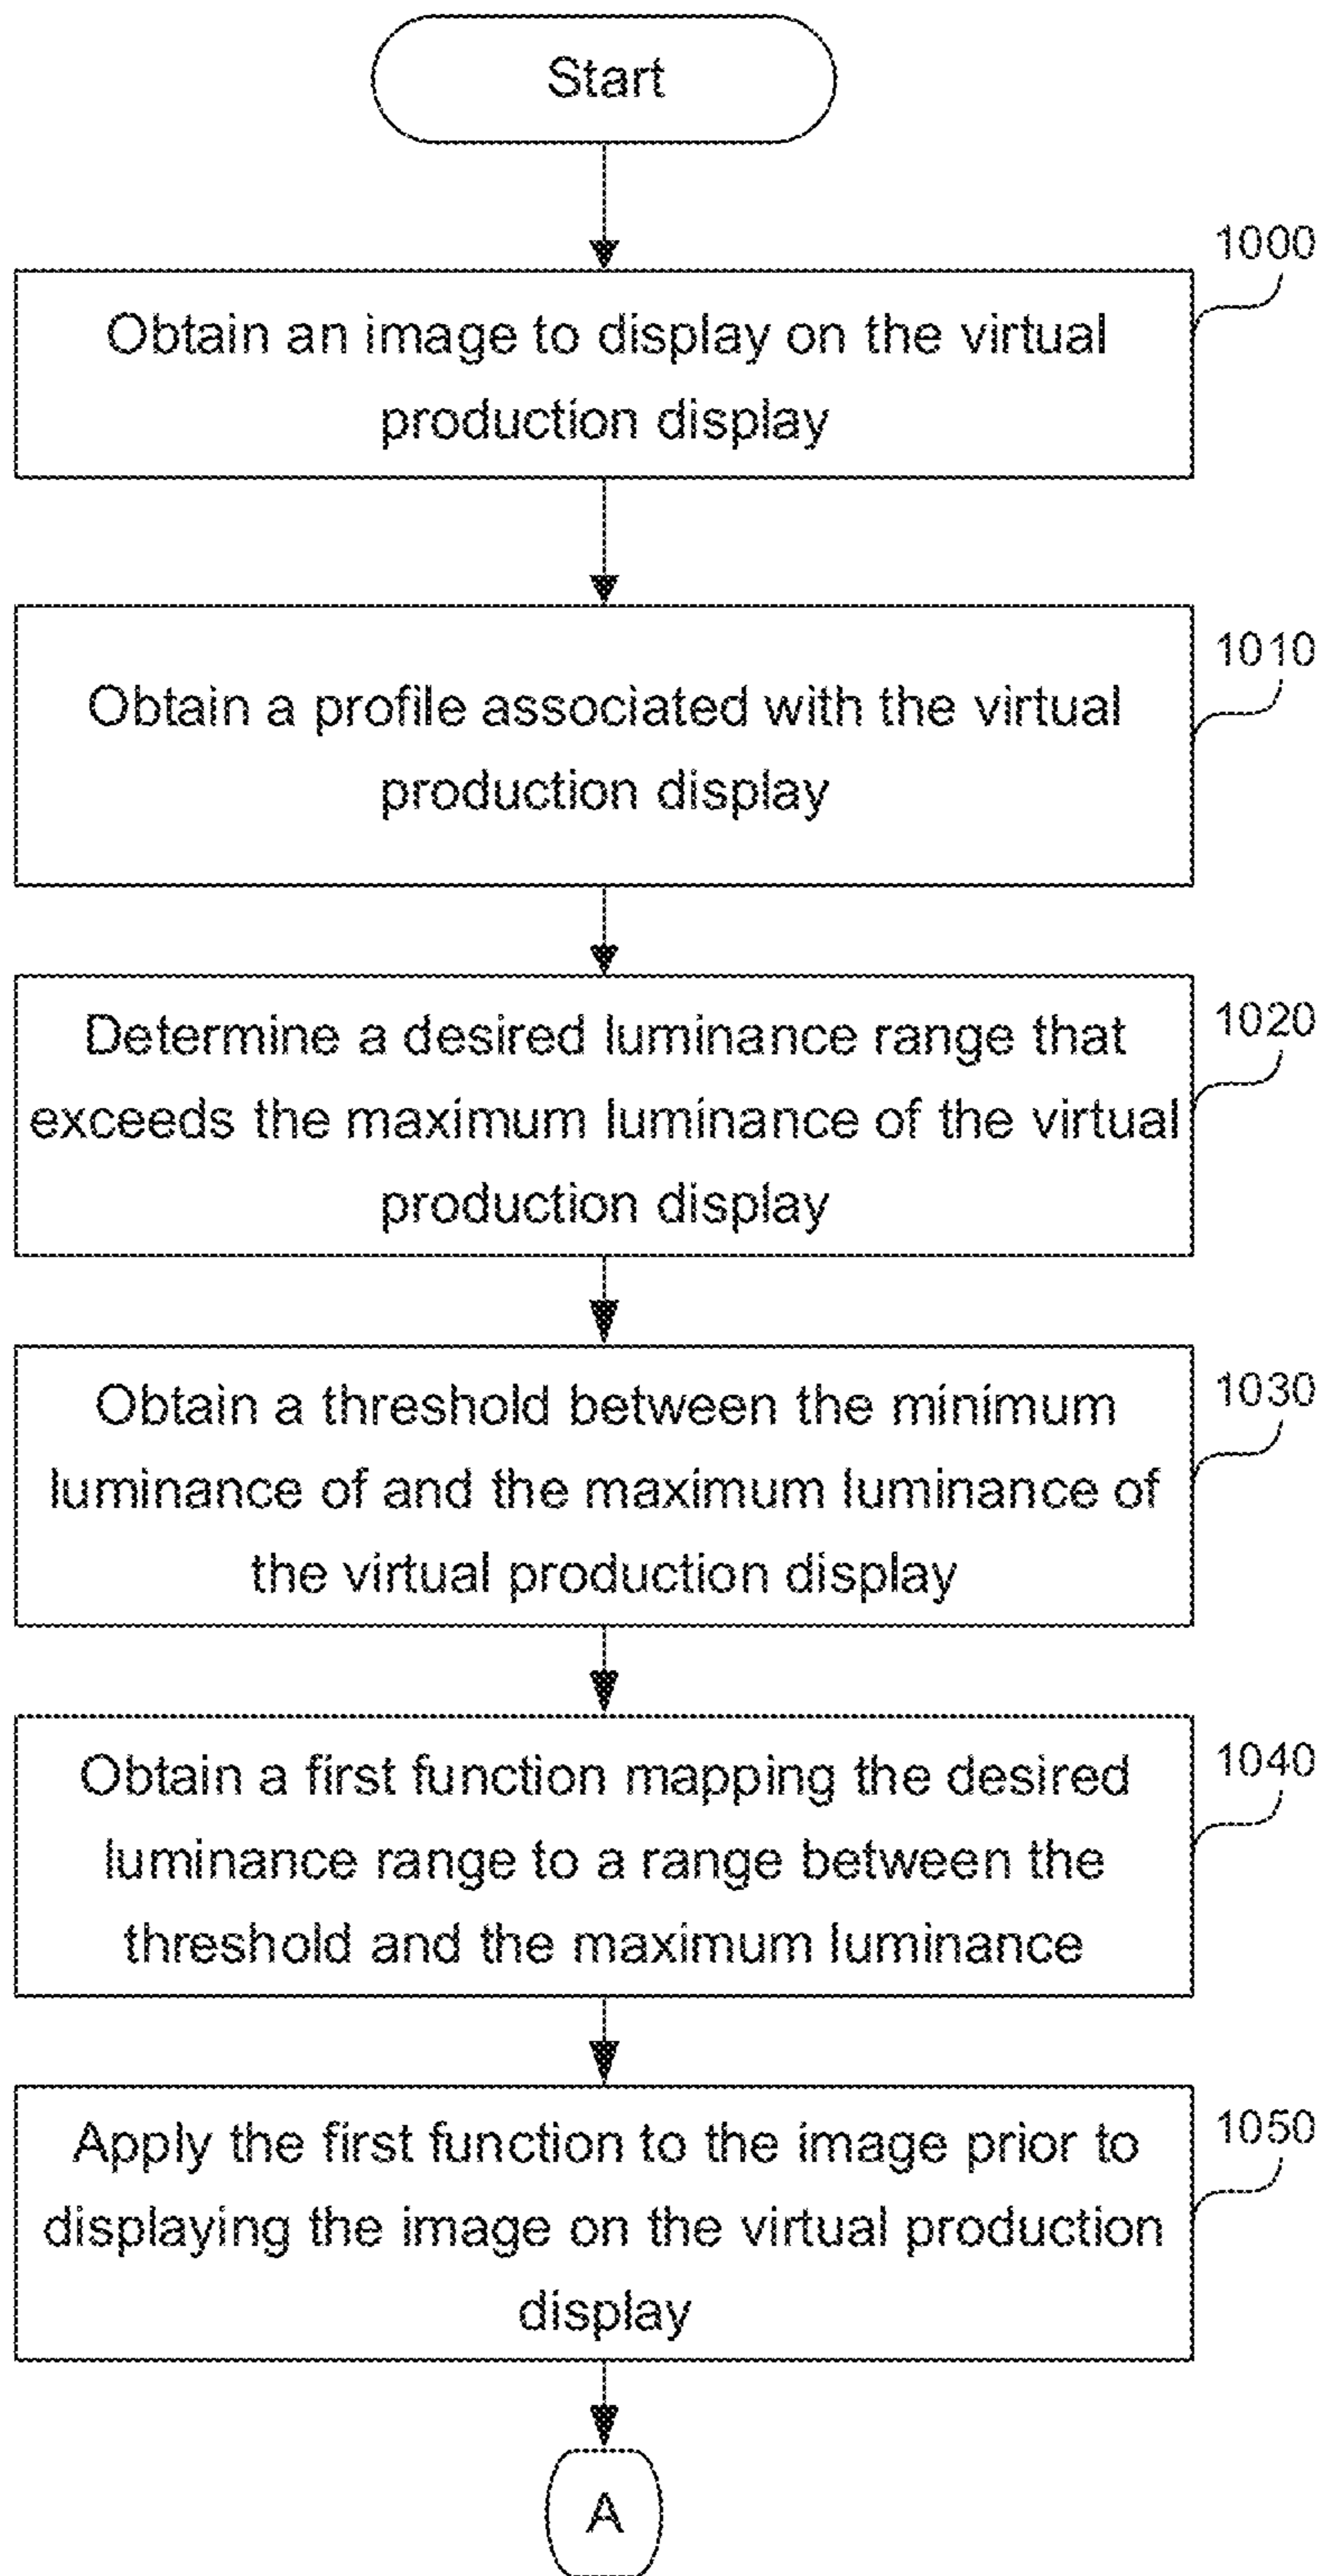 Start
1000
Obtain an image to display on the virtual
production display
1010
Obtain a profile associated with the virtual
production display
1020
Determine a desired luminance range that
exceeds the maximum luminance of the virtual
production display
1030
Obtain a threshold between the minimum
luminance of and the maximum luminance of
the virtual production display
1040
Obtain a first function mapping the desired
luminance range to a range between the
threshold and the maximum luminance
1050
Apply the first function to the image prior to
displaying the image on the virtual production
display
A